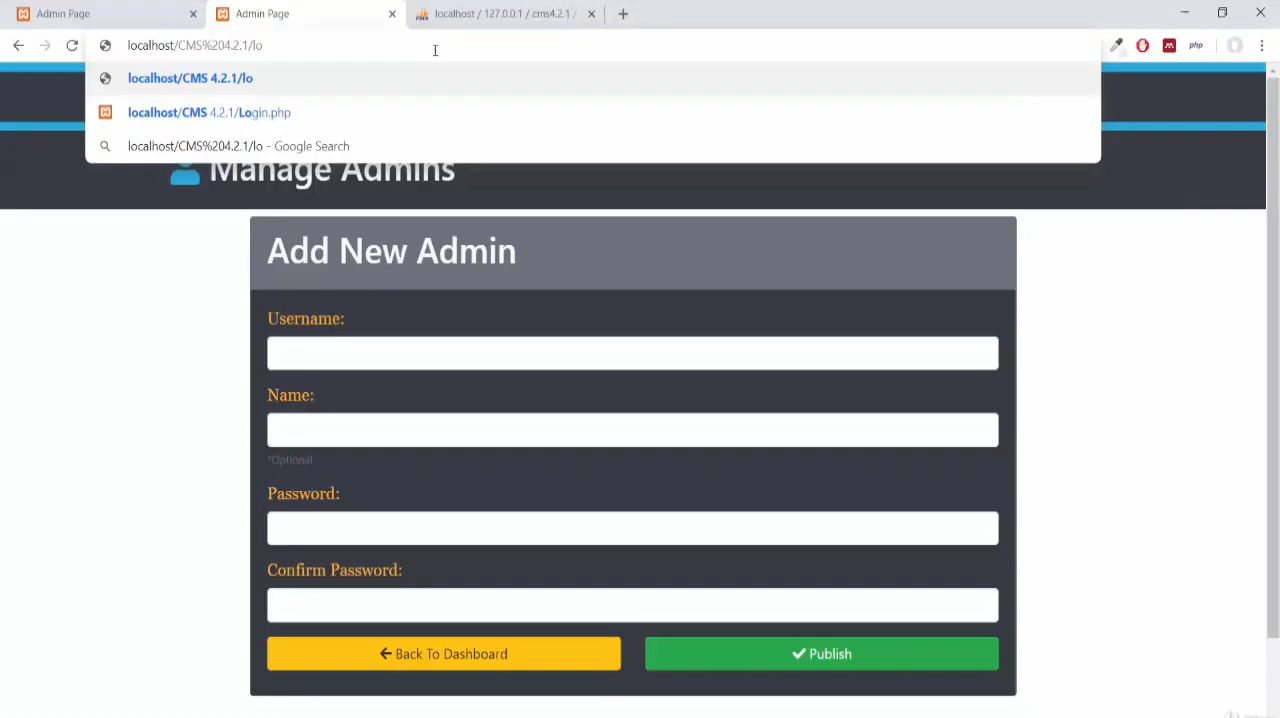 Admin Page
Admin Page
localhost / 127.0.0.1 / cms4.2.1 /
localhost/CMS%204.2.1/lo
php
localhost/CMS 4.2.1/lo
localhost/CMS 4.2.1/Login.php
localhost/CMS%204.2.1/lo - Google Search
Manage Admins
Add New Admin
Username:
Name:
*Optional
Password:
Confirm Password:
Back To Dashboard
Publish